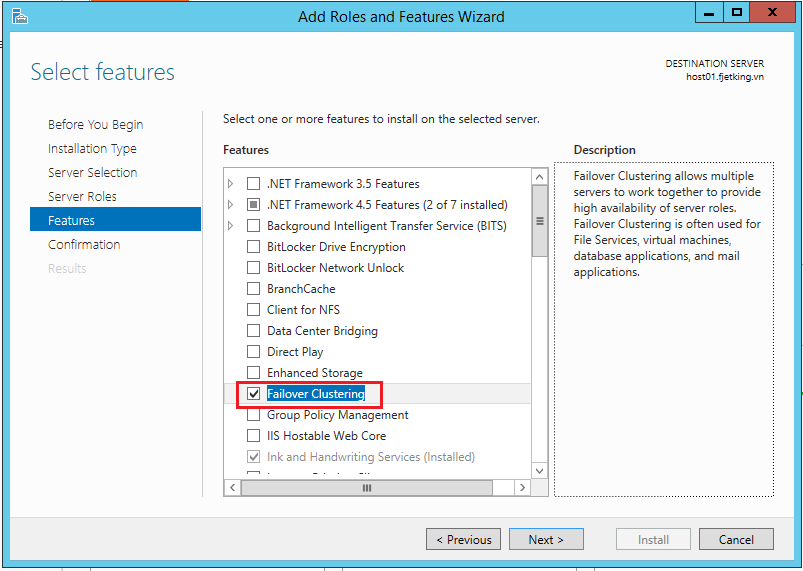 Add Roles and Features Wizard
Select features
DESTINATION SERVER
host01.fjetking.vn
Before You Begin
Installation Type
Server Selection
Server Roles
Features
Confirmation
Results
Select one or more features to install on the selected server.
Features
.NET Framework 3.5 Features
.NET Framework 4.5 Features (2 of 7 installed)
Background Intelligent Transfer Service (BITS)
BitLocker Drive Encryption
BitLocker Network Unlock
BranchCache
Client for NFS
Data Center Bridging
Direct Play
Enhanced Storage
Failover Clustering
Group Policy Management
IIS Hostable Web Core
Ink and Handwriting Services (Installed)
Description
Failover Clustering allows multiple
servers to work together to provide
high availability of server roles.
Failover Clustering is often used for
File Services, virtual machines,
database applications, and mail
applications.
< Previous
Next >
Install
Cancel